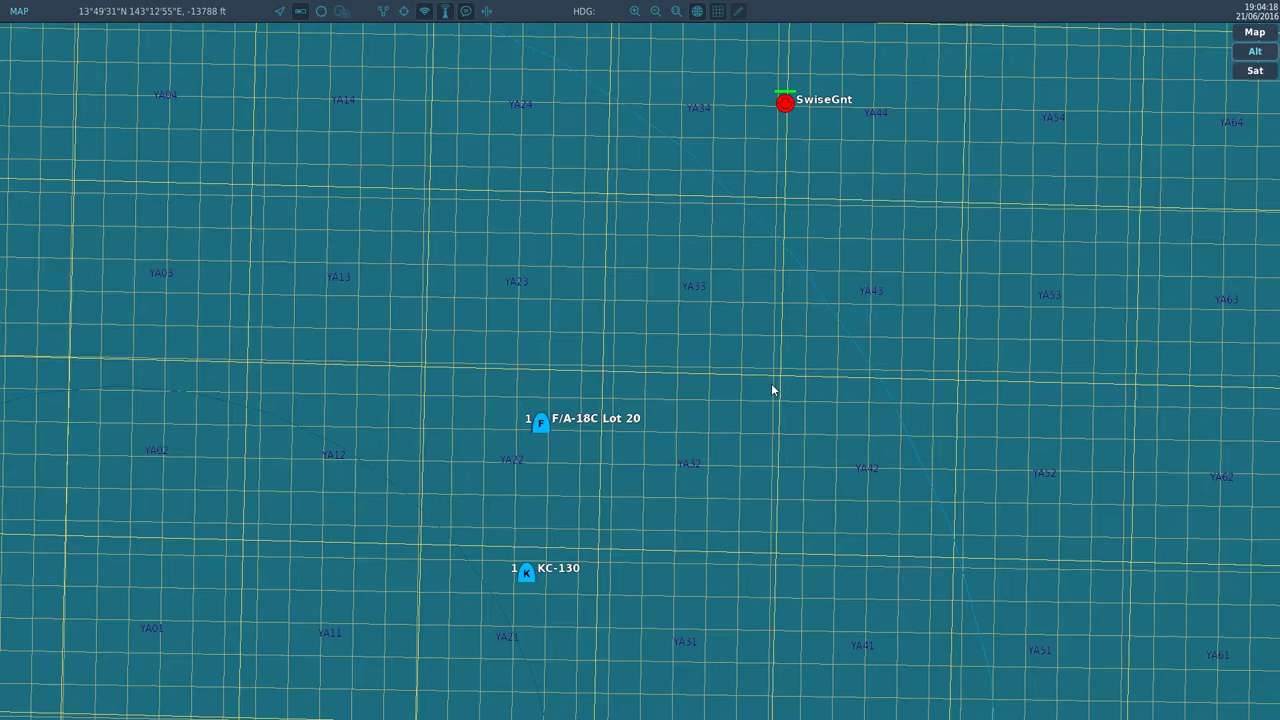 MAP 13°49'31"N 143°12'55"E, -13788 ft HDG: 19:04:18
21/06/2016
Map
Alt
Sat
SwiseGnt
YA04 YA14 YA24 YA34 YA44 YA54 YA64
YA03 YA13 YA23 YA33 YA43 YA53 YA63
1 F F/A-18C Lot 20
YA02 YA12 YA22 YA32 YA42 YA52 YA62
1 K KC-130
YA01 YA11 YA21 YA31 YA41 YA51 YA61